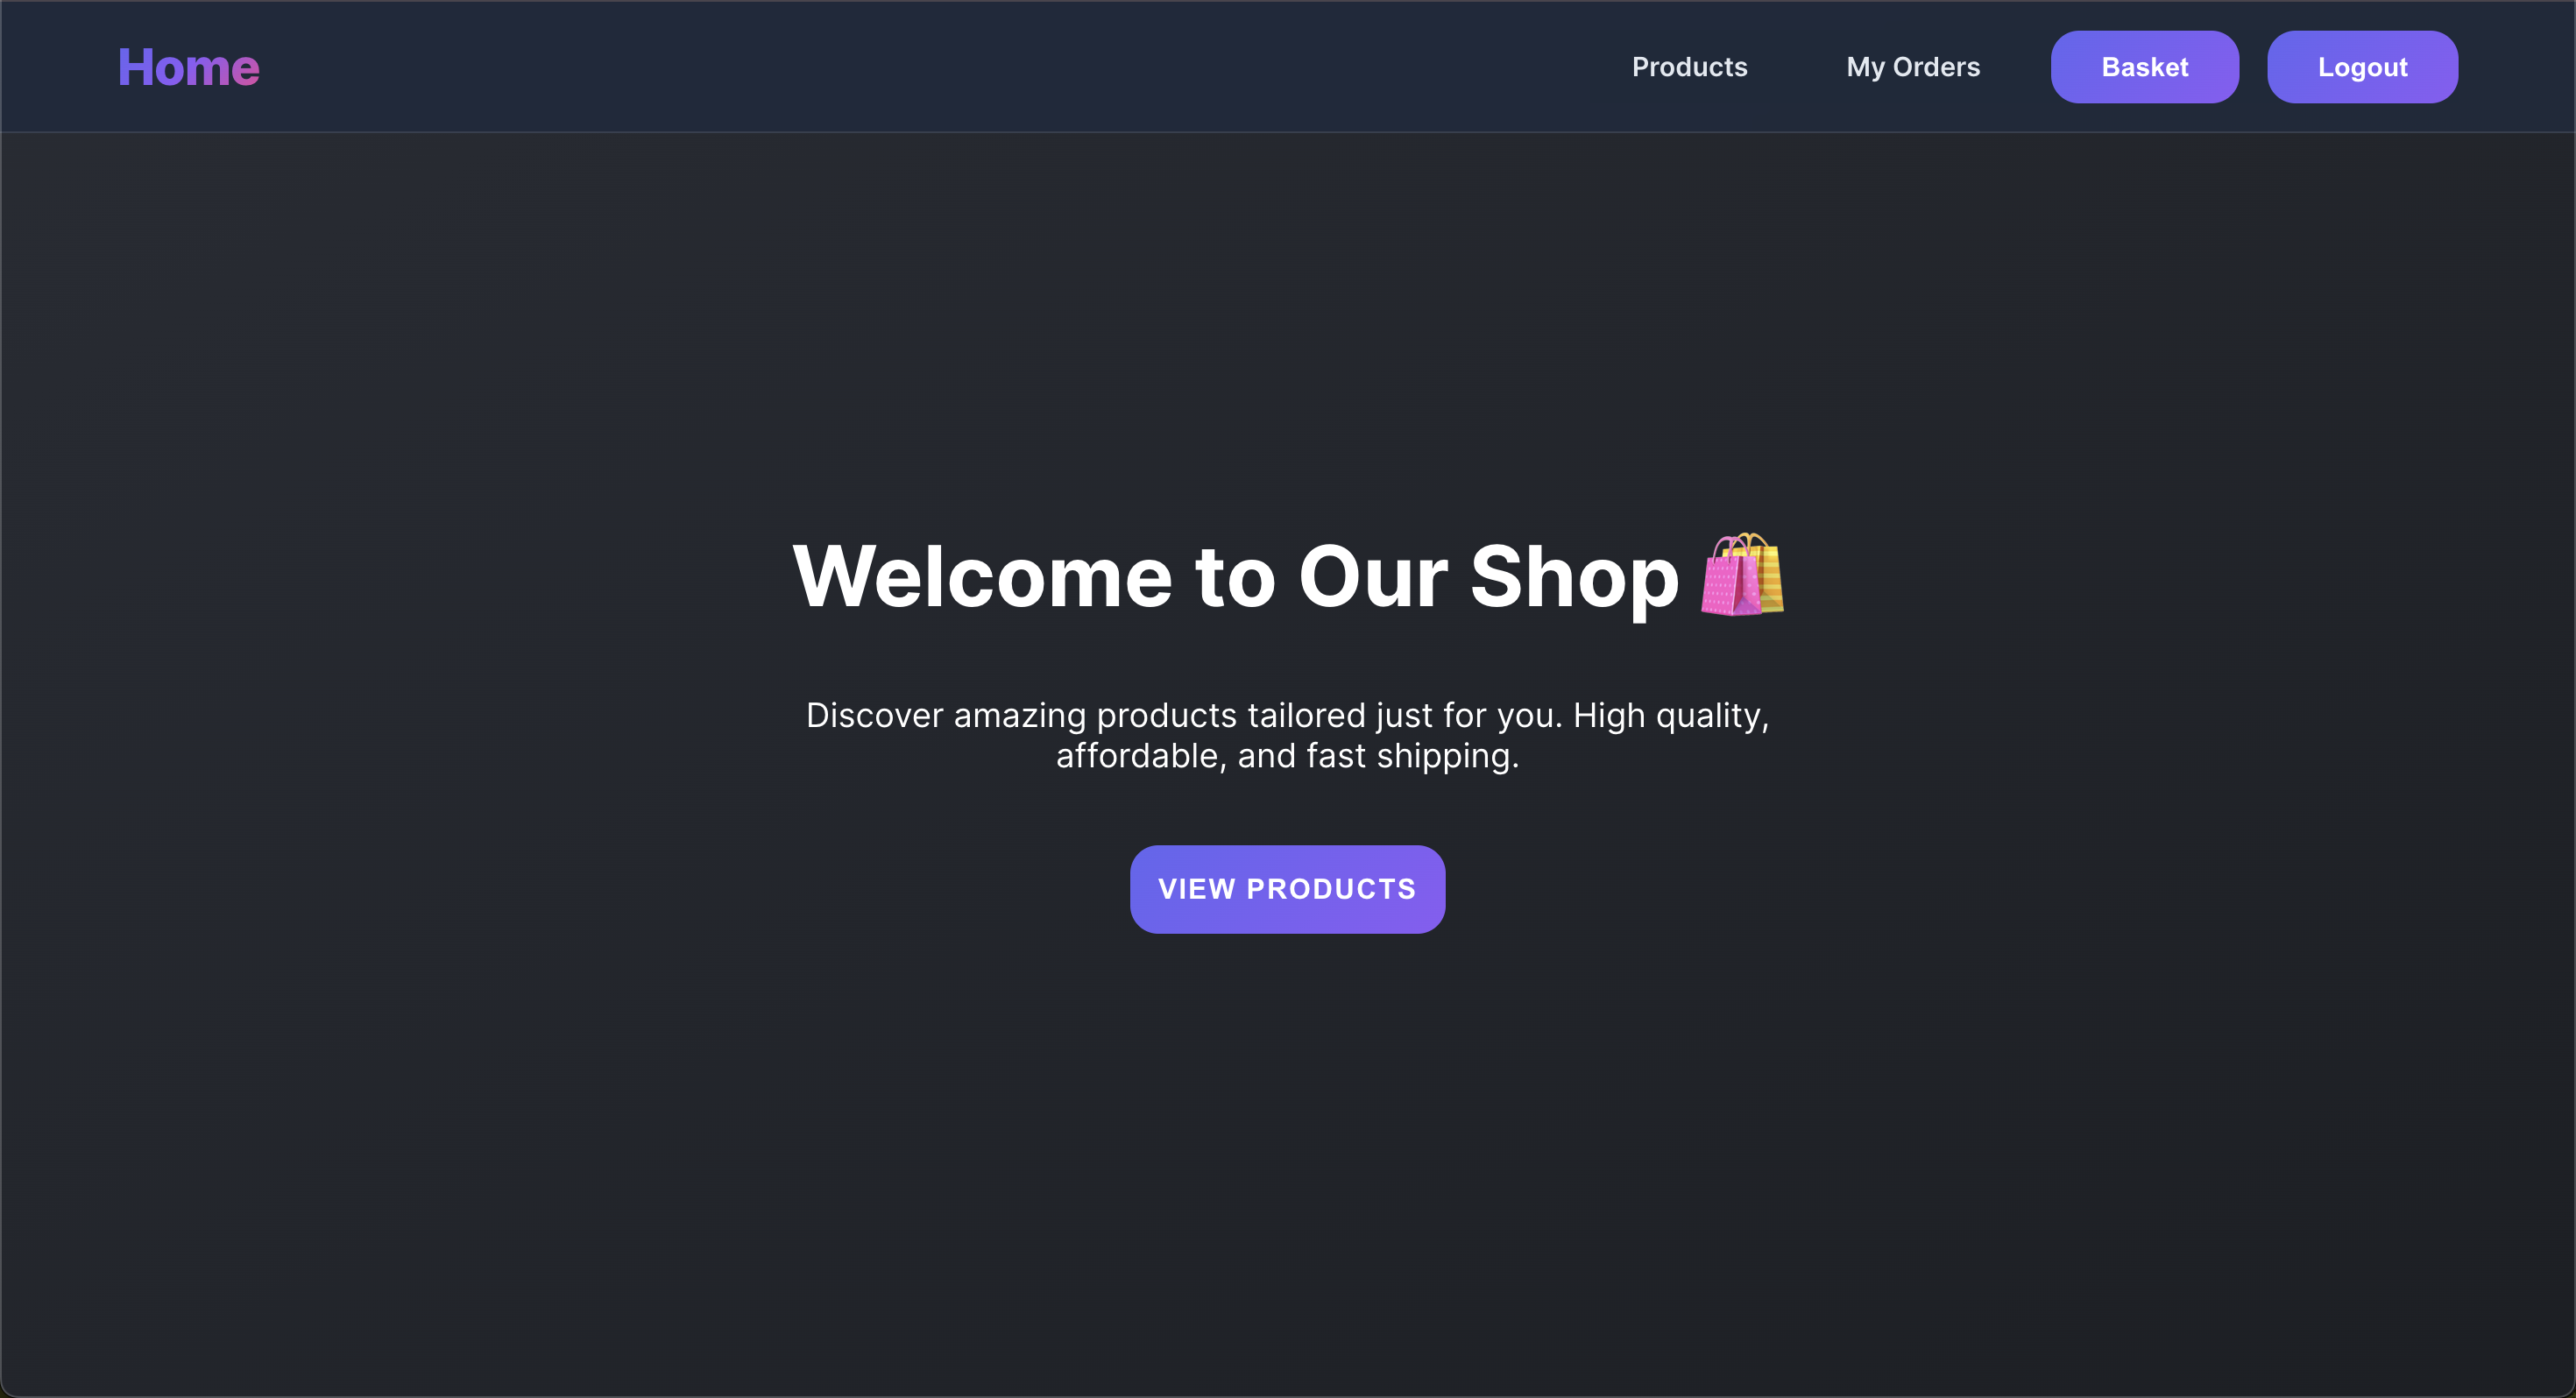 Home
Products
My Orders
Basket
Logout
Welcome to Our Shop
Discover amazing products tailored just for you. High quality,
affordable, and fast shipping.
VIEW PRODUCTS